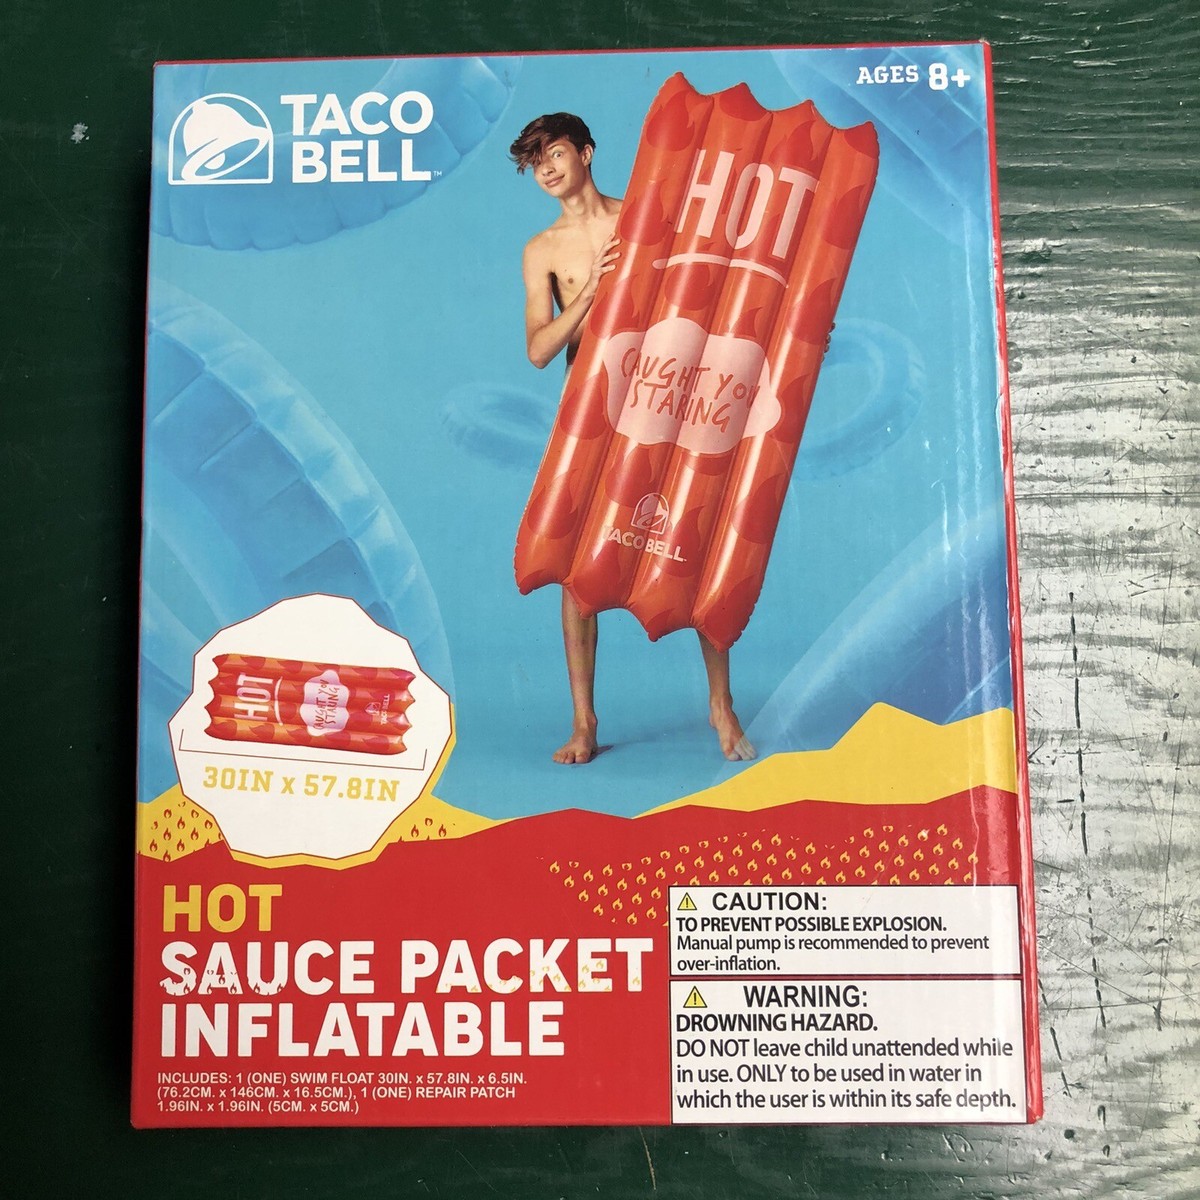 TACO
BELL™
AGES 8+
HOT
CAUGHT YOU
STARING
TACO BELL
HOT
CAUGHT YOU
STARING
TACO BELL
30IN x 57.8IN
HOT
SAUCE PACKET
INFLATABLE
INCLUDES: 1 (ONE) SWIM FLOAT 30IN. x 57.8IN. x 6.5IN.
(76.2CM. x 146CM. x 16.5CM.), 1 (ONE) REPAIR PATCH
1.96IN. x 1.96IN. (5CM. x 5CM.)
CAUTION:
TO PREVENT POSSIBLE EXPLOSION.
Manual pump is recommended to prevent
over-inflation.
WARNING:
DROWNING HAZARD.
DO NOT leave child unattended while
in use. ONLY to be used in water in
which the user is within its safe depth.